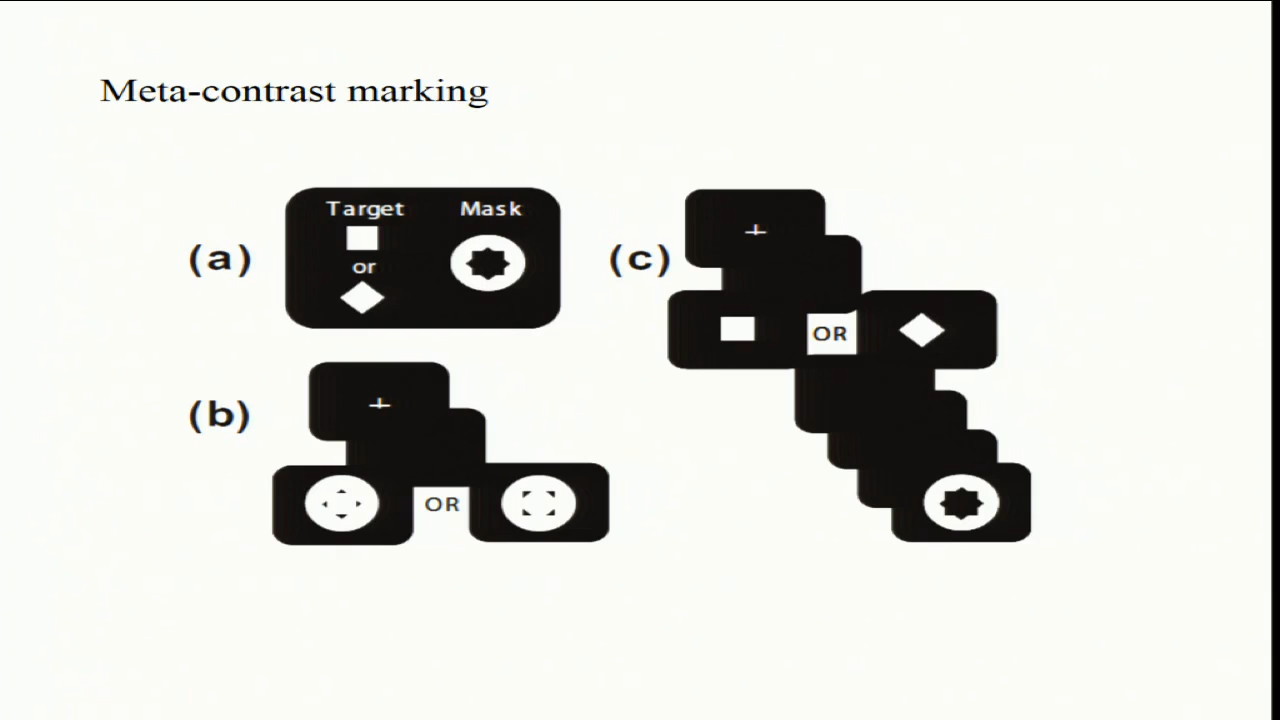 Meta-contrast marking
(a)
Target
Mask
or
(b)
OR
(c)
OR